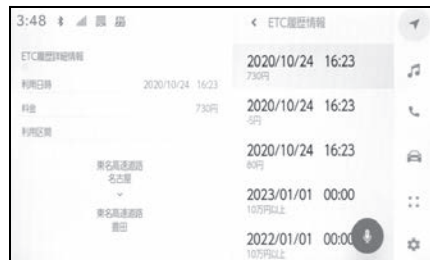 3:48
ETC履歴詳細情報
利用日時 2020/10/24 16:23
料金 730円
利用区間
東名高速道路
名古屋
東名高速道路
豊田
ETC履歴情報
2020/10/24 16:23
730円
2020/10/24 16:23
-5円
2020/10/24 16:23
80円
2023/01/01 00:00
10万円以上
2022/01/01 00:00
10万円以上